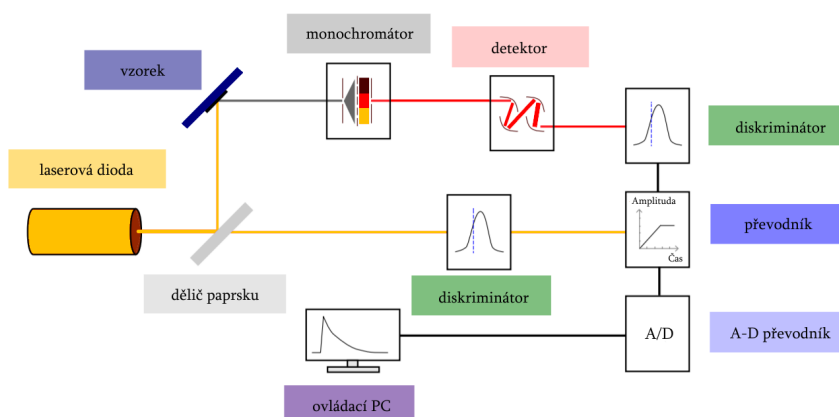 monochromátor
detektor
vzorek
diskriminátor
laserová dioda
Amplituda
převodník
Čas
dělič paprsku
diskriminátor
A/D
A-D převodník
ovládací PC